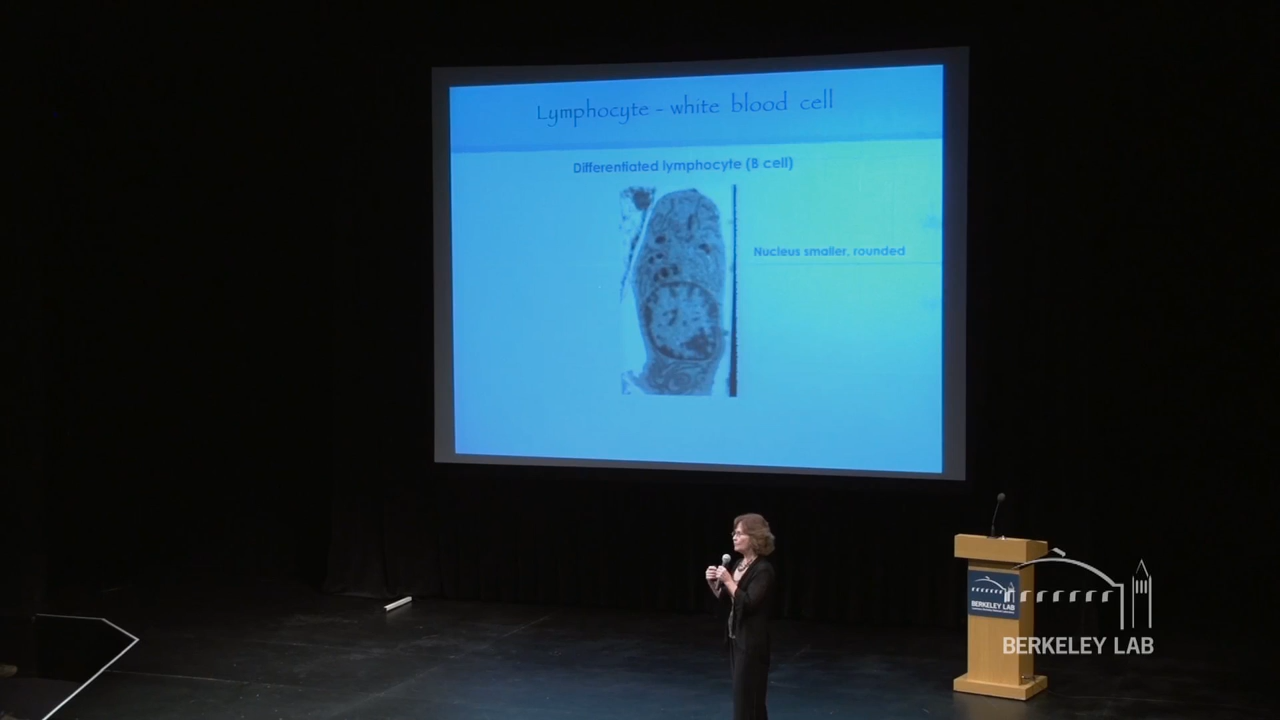 Lymphocyte - white blood cell
Differentiated lymphocyte (B cell)
Nucleus smaller, rounded
BERKELEY LAB
BERKELEY LAB